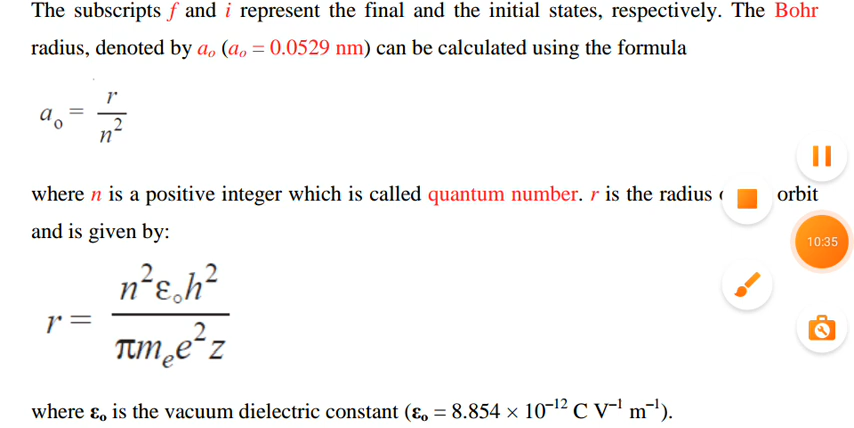 The subscripts f and i represent the final and the initial states, respectively. The Bohr
radius, denoted by aₒ (aₒ = 0.0529 nm) can be calculated using the formula
aₒ = r / n²
where n is a positive integer which is called quantum number. r is the radius orbit
10:35
and is given by:
r = n²εₒh² / πmₑe²z
where εₒ is the vacuum dielectric constant (εₒ = 8.854 × 10⁻¹² C V⁻¹ m⁻¹).